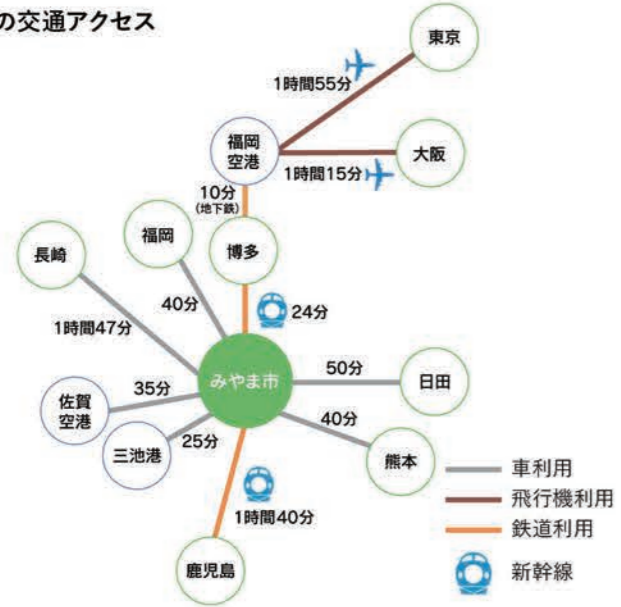 の交通アクセス
東京
1時間55分
福岡
空港
大阪
1時間15分
10分
(地下鉄)
福岡
博多
長崎
40分
24分
1時間47分
みやま市
50分
日田
35分
佐賀
空港
25分
三池港
40分
熊本
1時間40分
鹿児島
車利用
飛行機利用
鉄道利用
新幹線